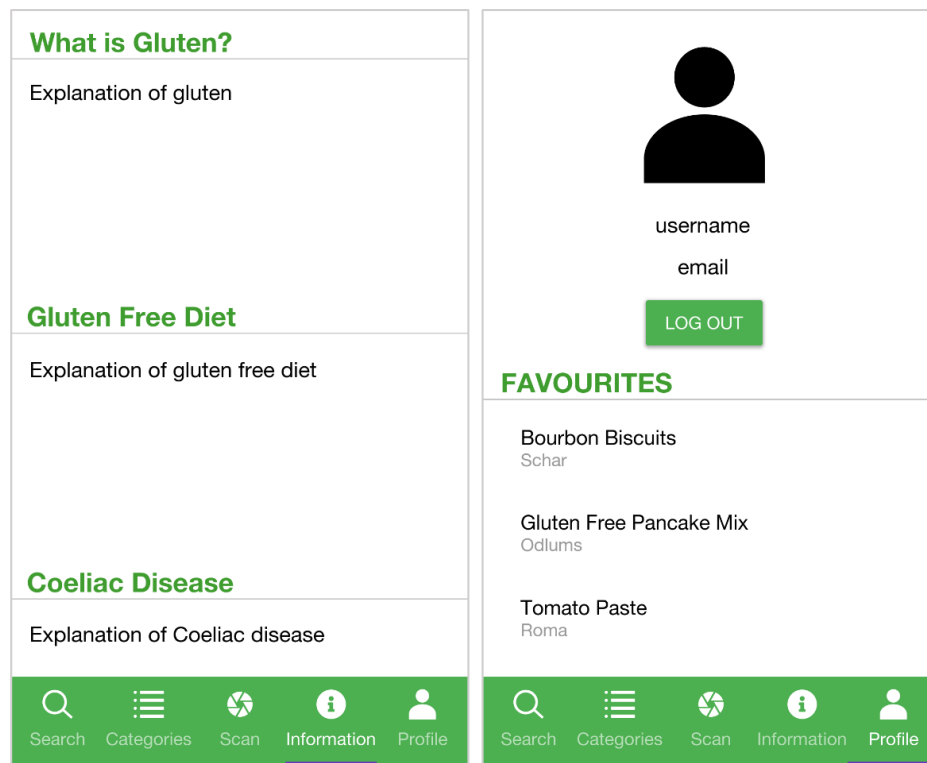 What is Gluten?
Explanation of gluten
Gluten Free Diet
Explanation of gluten free diet
Coeliac Disease
Explanation of Coeliac disease
Search Categories Scan Information Profile
username
email
LOG OUT
FAVOURITES
Bourbon Biscuits
Schar
Gluten Free Pancake Mix
Odlums
Tomato Paste
Roma
Search Categories Scan Information Profile